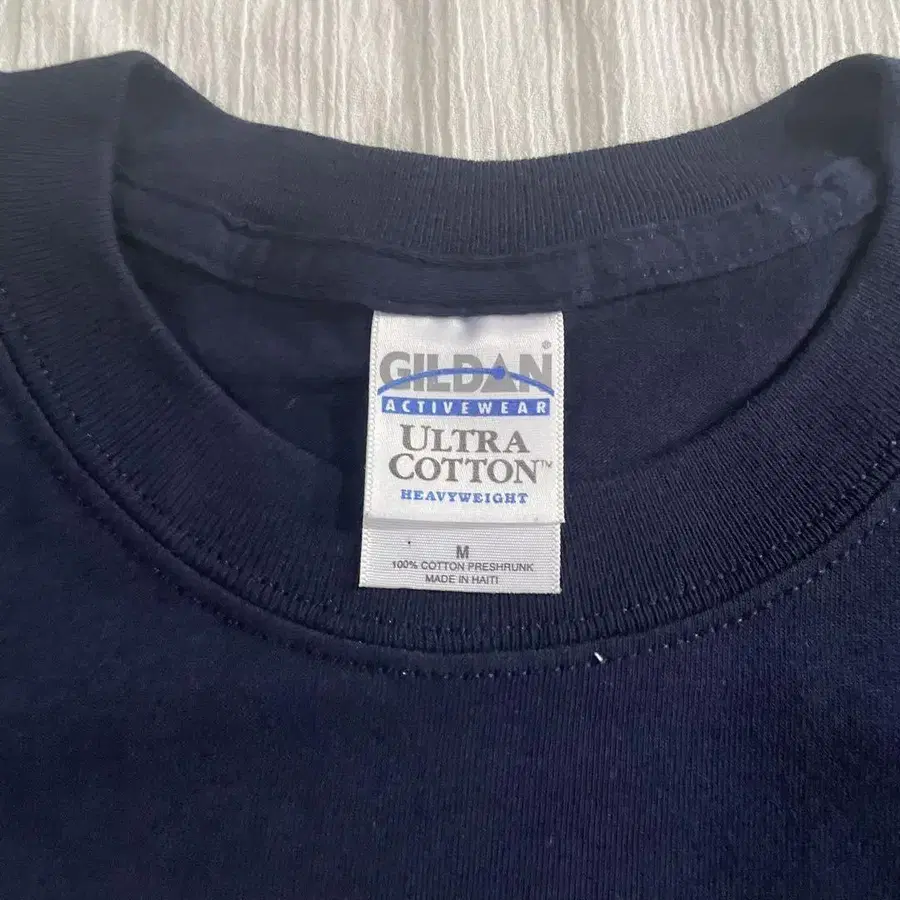 GILDAN®
ACTIVEWEAR
ULTRA
COTTON™
HEAVYWEIGHT
M
100% COTTON PRESHRUNK
MADE IN HAITI